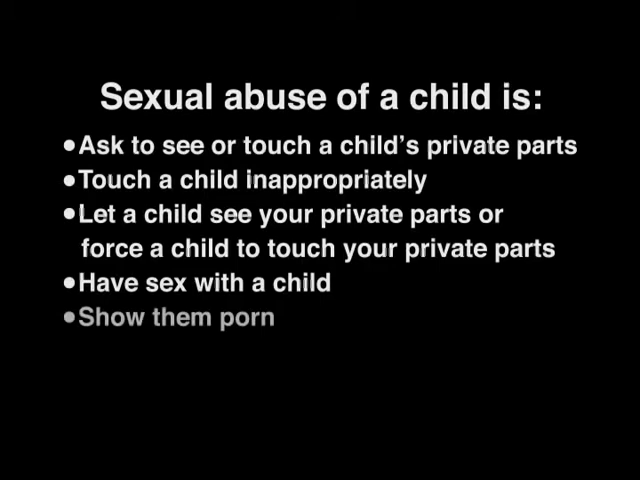 Sexual abuse of a child is:
•Ask to see or touch a child’s private parts
•Touch a child inappropriately
•Let a child see your private parts or
force a child to touch your private parts
•Have sex with a child
•Show them porn